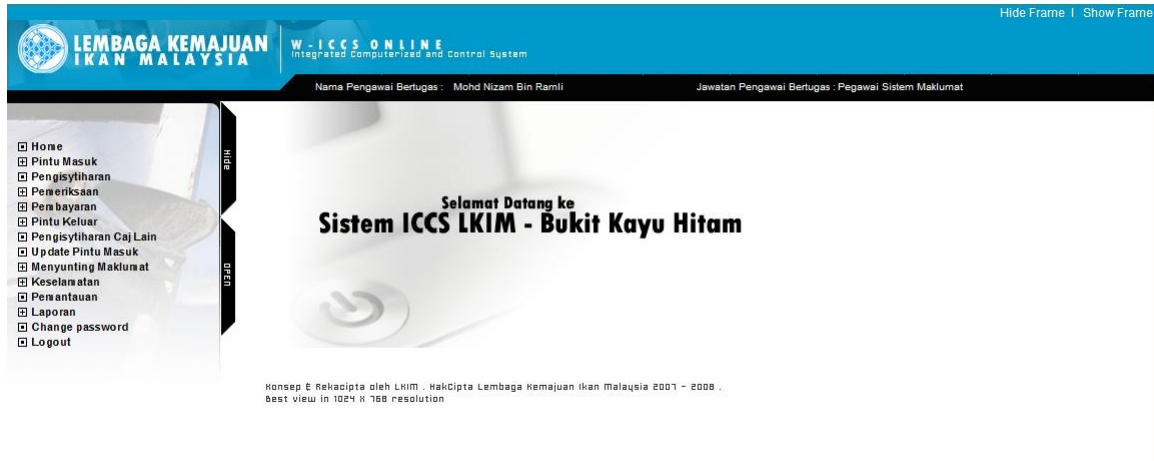 Hide Frame | Show Frame
LEMBAGA KEMAJUAN
IKAN MALAYSIA
W-ICCS ONLINE
Integrated Computerized and Control System
Nama Pengawai Bertugas : Mohd Nizam Bin Ramli
Jawatan Pengawai Bertugas : Pegawai Sistem Maklumat
Home
Pintu Masuk
Pengisytiharan
Pemeriksaan
Pembayaran
Pintu Keluar
Pengisytiharan Caj Lain
Update Pintu Masuk
Menyunting Maklumat
Keselamatan
Pemantauan
Laporan
Change password
Logout
Hide
OPEN
Selamat Datang ke
Sistem ICCS LKIM - Bukit Kayu Hitam
Konsep & Rekacipta oleh LKIM . HakCipta Lembaga Kemajuan Ikan Malaysia 2007 - 2008 .
Best view in 1024 X 768 resolution